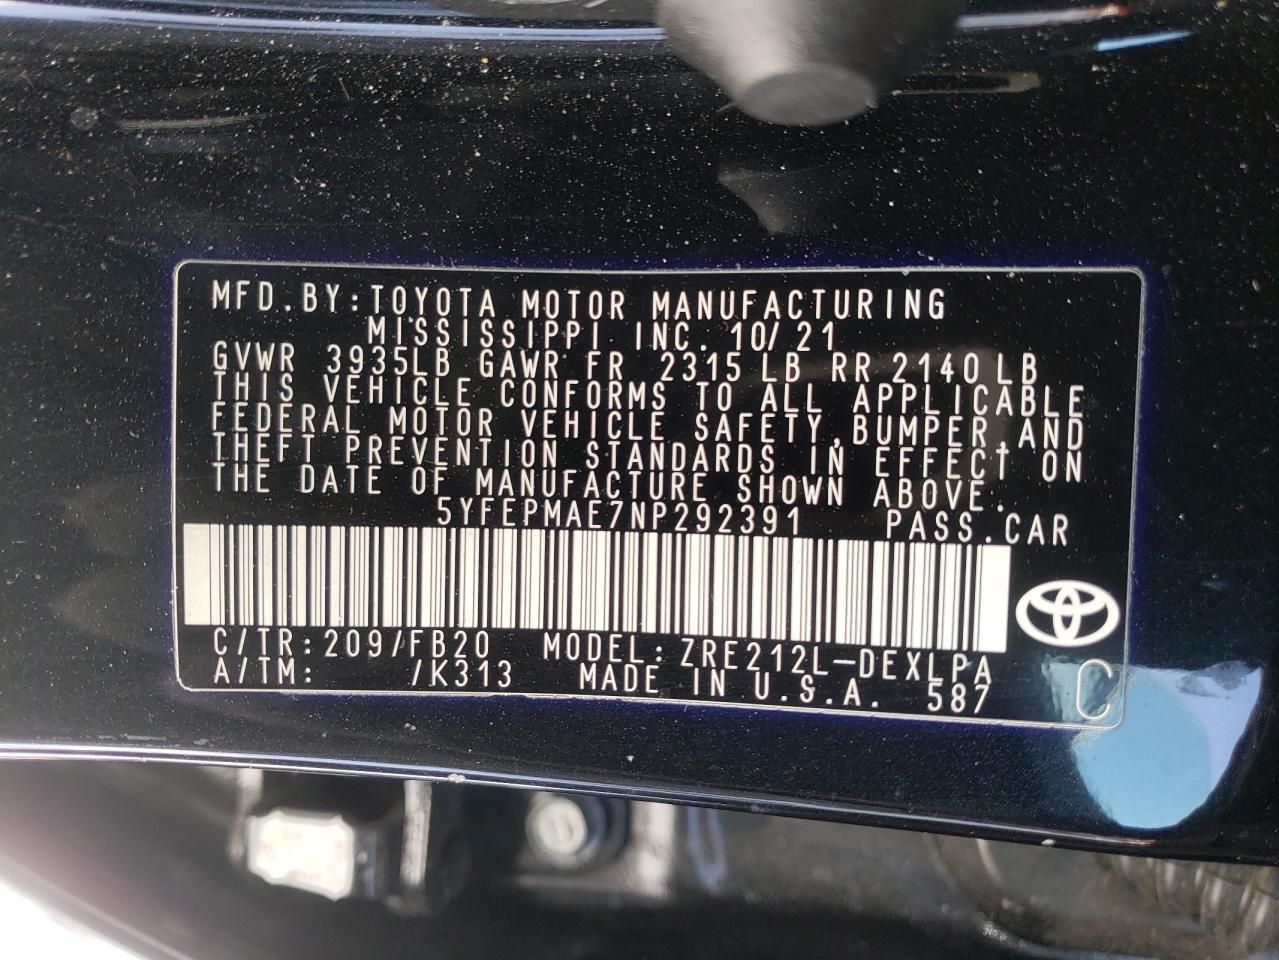 MFD.BY:TOYOTA MOTOR MANUFACTURING
MISSISSIPPI INC. 10/21
GVWR 3935LB GAWR FR 2315 LB RR 2140 LB
THIS VEHICLE CONFORMS TO ALL APPLICABLE
FEDERAL MOTOR VEHICLE SAFETY,BUMPER,AND
THEFT PREVENTION STANDARDS IN EFFECT ON
THE DATE OF MANUFACTURE SHOWN ABOVE.
5YFEPMAE7NP292391 PASS.CAR
C/TR:209/FB20 MODEL:ZRE212L-DEXLPA
A/TM: /K313 MADE IN U.S.A. 587 C